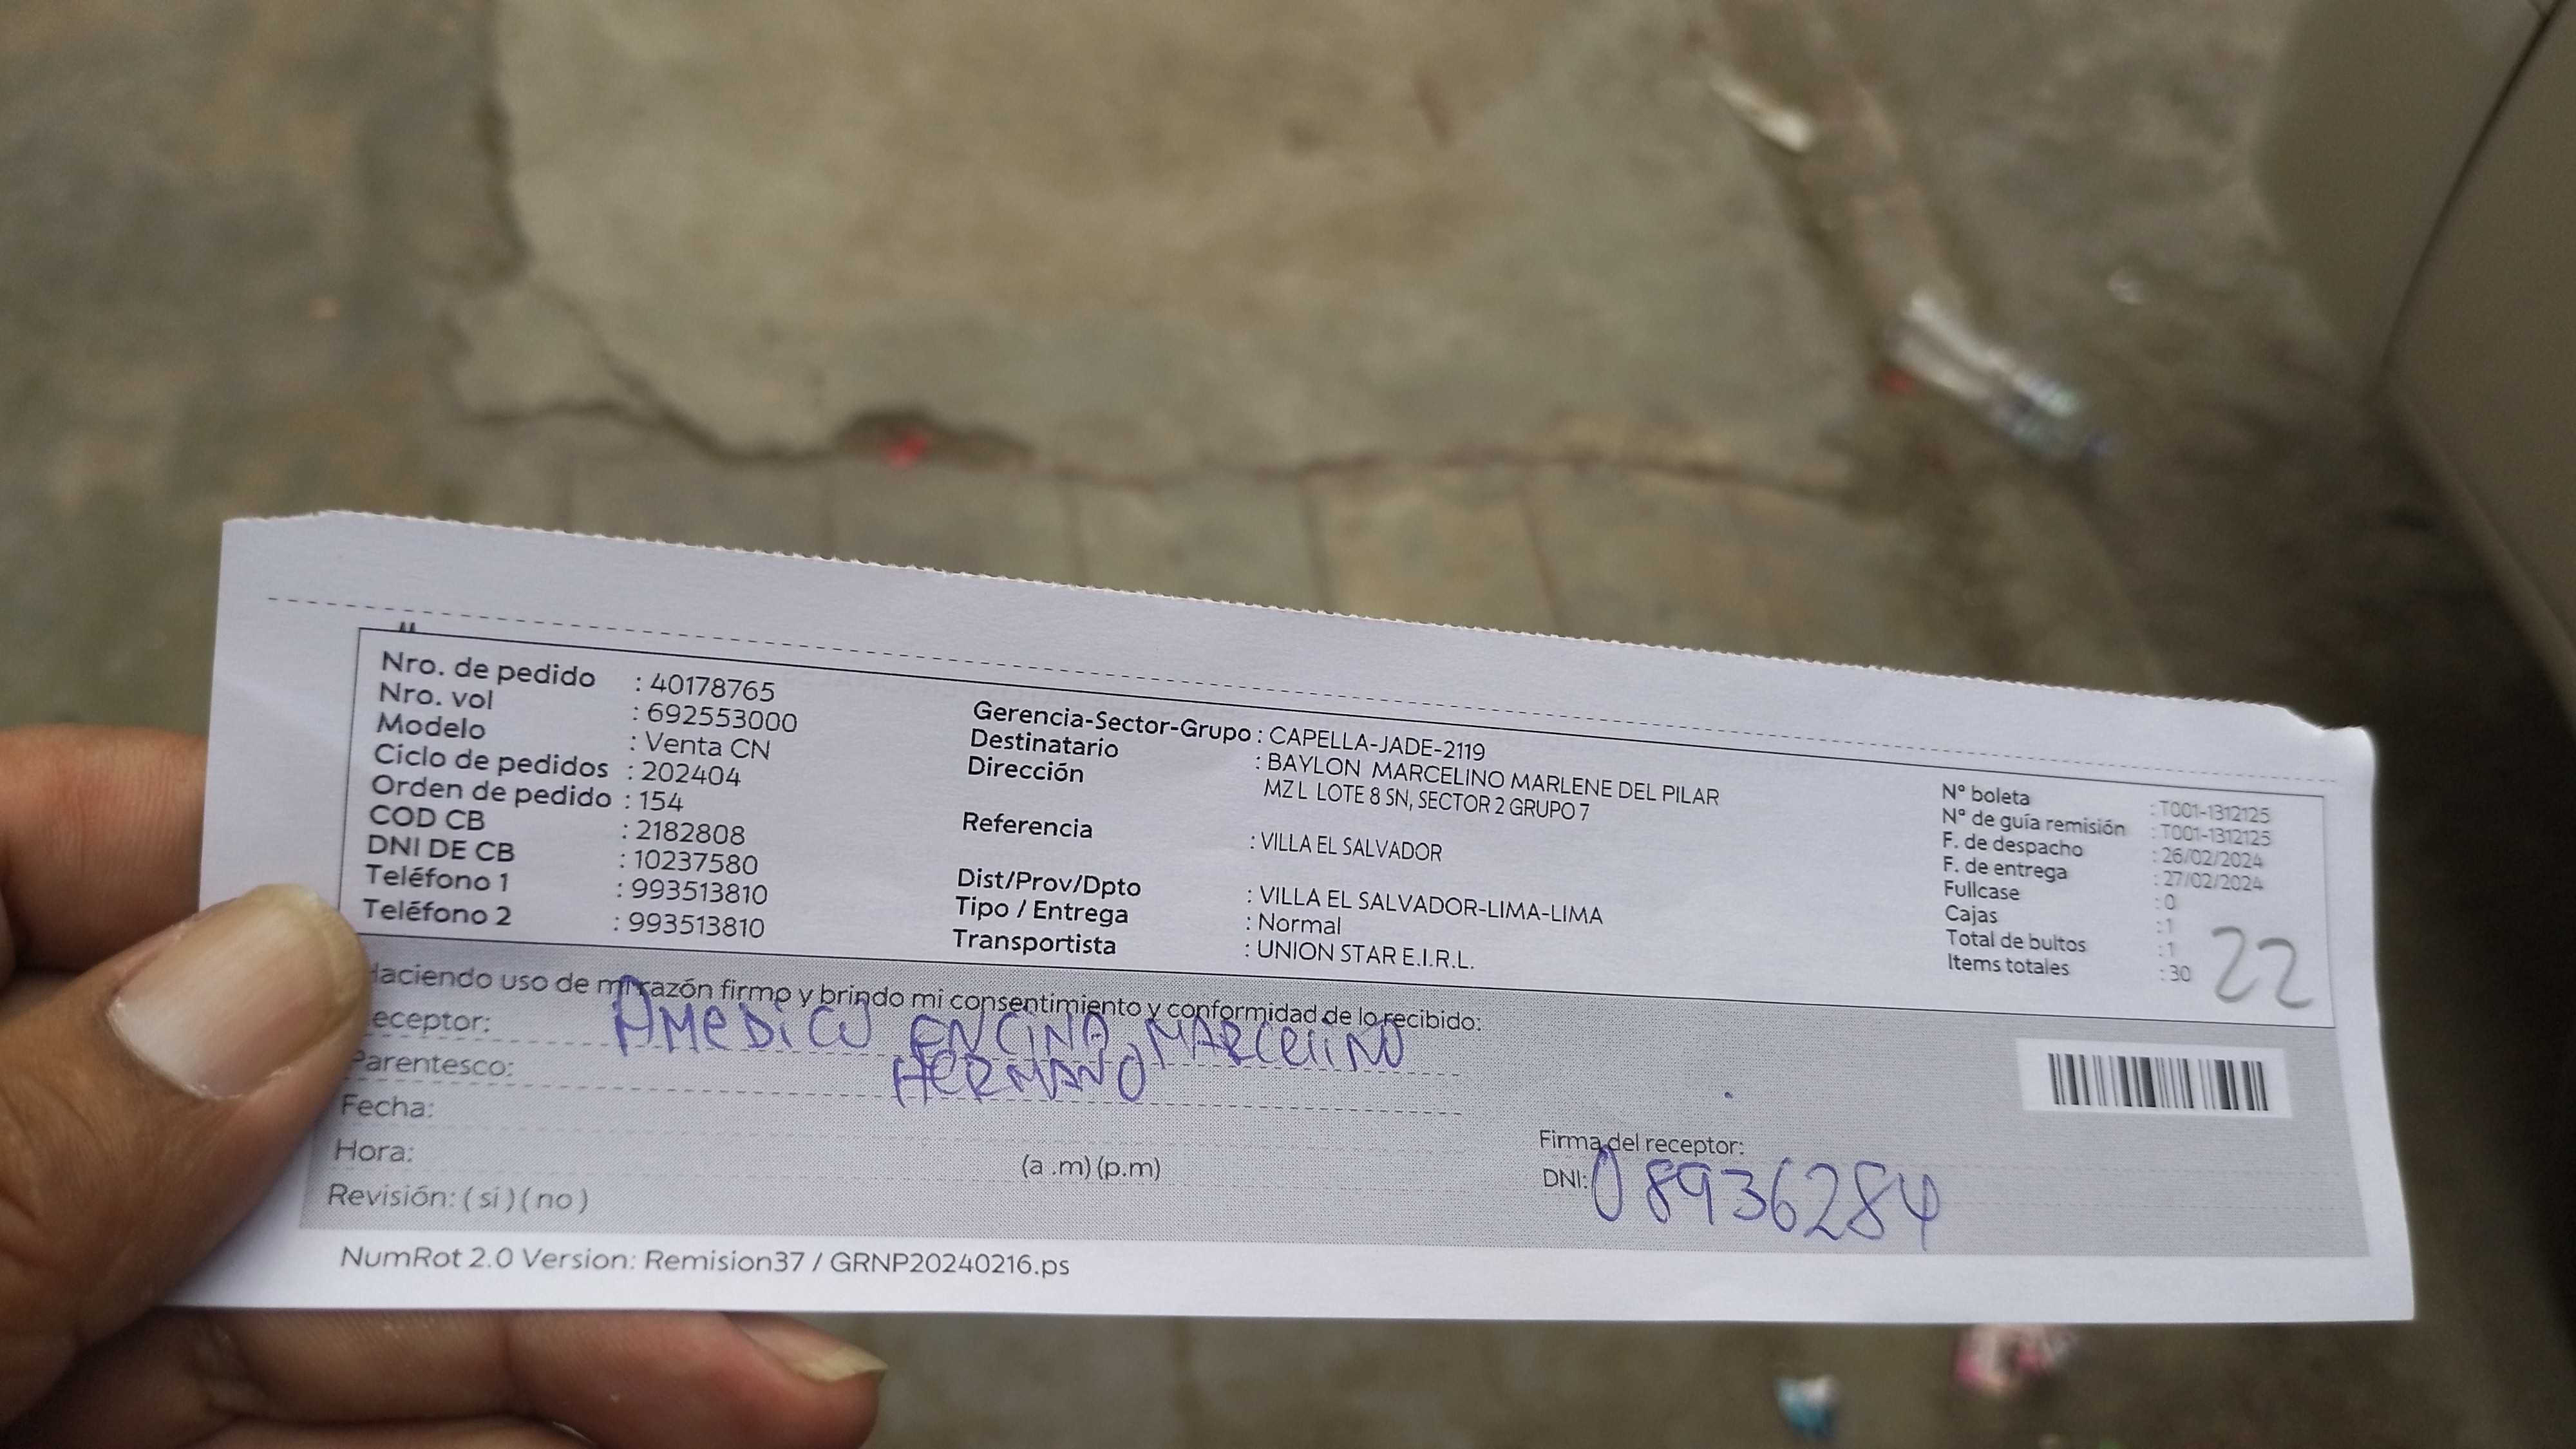 Nro. de pedido : 40178765
Nro. vol : 692553000
Modelo : Venta CN
Ciclo de pedidos : 202404
Orden de pedido : 154
COD CB : 2182808
DNI DE CB : 10237580
Teléfono 1 : 993513810
Teléfono 2 : 993513810
Gerencia-Sector-Grupo : CAPELLA-JADE-2119
Destinatario : BAYLON MARCELINO MARLENE DEL PILAR
Dirección MZ L LOTE 8 SN, SECTOR 2 GRUPO 7
Referencia : VILLA EL SALVADOR
Dist/Prov/Dpto : VILLA EL SALVADOR-LIMA-LIMA
Tipo / Entrega : Normal
Transportista : UNION STAR E.I.R.L.
N° boleta : T001-1312125
N° de guía remisión : T001-1312125
F. de despacho : 26/02/2024
F. de entrega : 27/02/2024
Fullcase : 0
Cajas : 1
Total de bultos : 1
Items totales : 30
22
Haciendo uso de mi razón firmo y brindo mi consentimiento y conformidad de lo recibido:
eceptor: AMEDICO ENCINA MARCELINO
Parentesco: HERMANO
Fecha:
Hora: (a .m) (p.m)
Revisión: ( si ) ( no )
Firma del receptor:
DNI: 08936284
NumRot 2.0 Version: Remision37 / GRNP20240216.ps